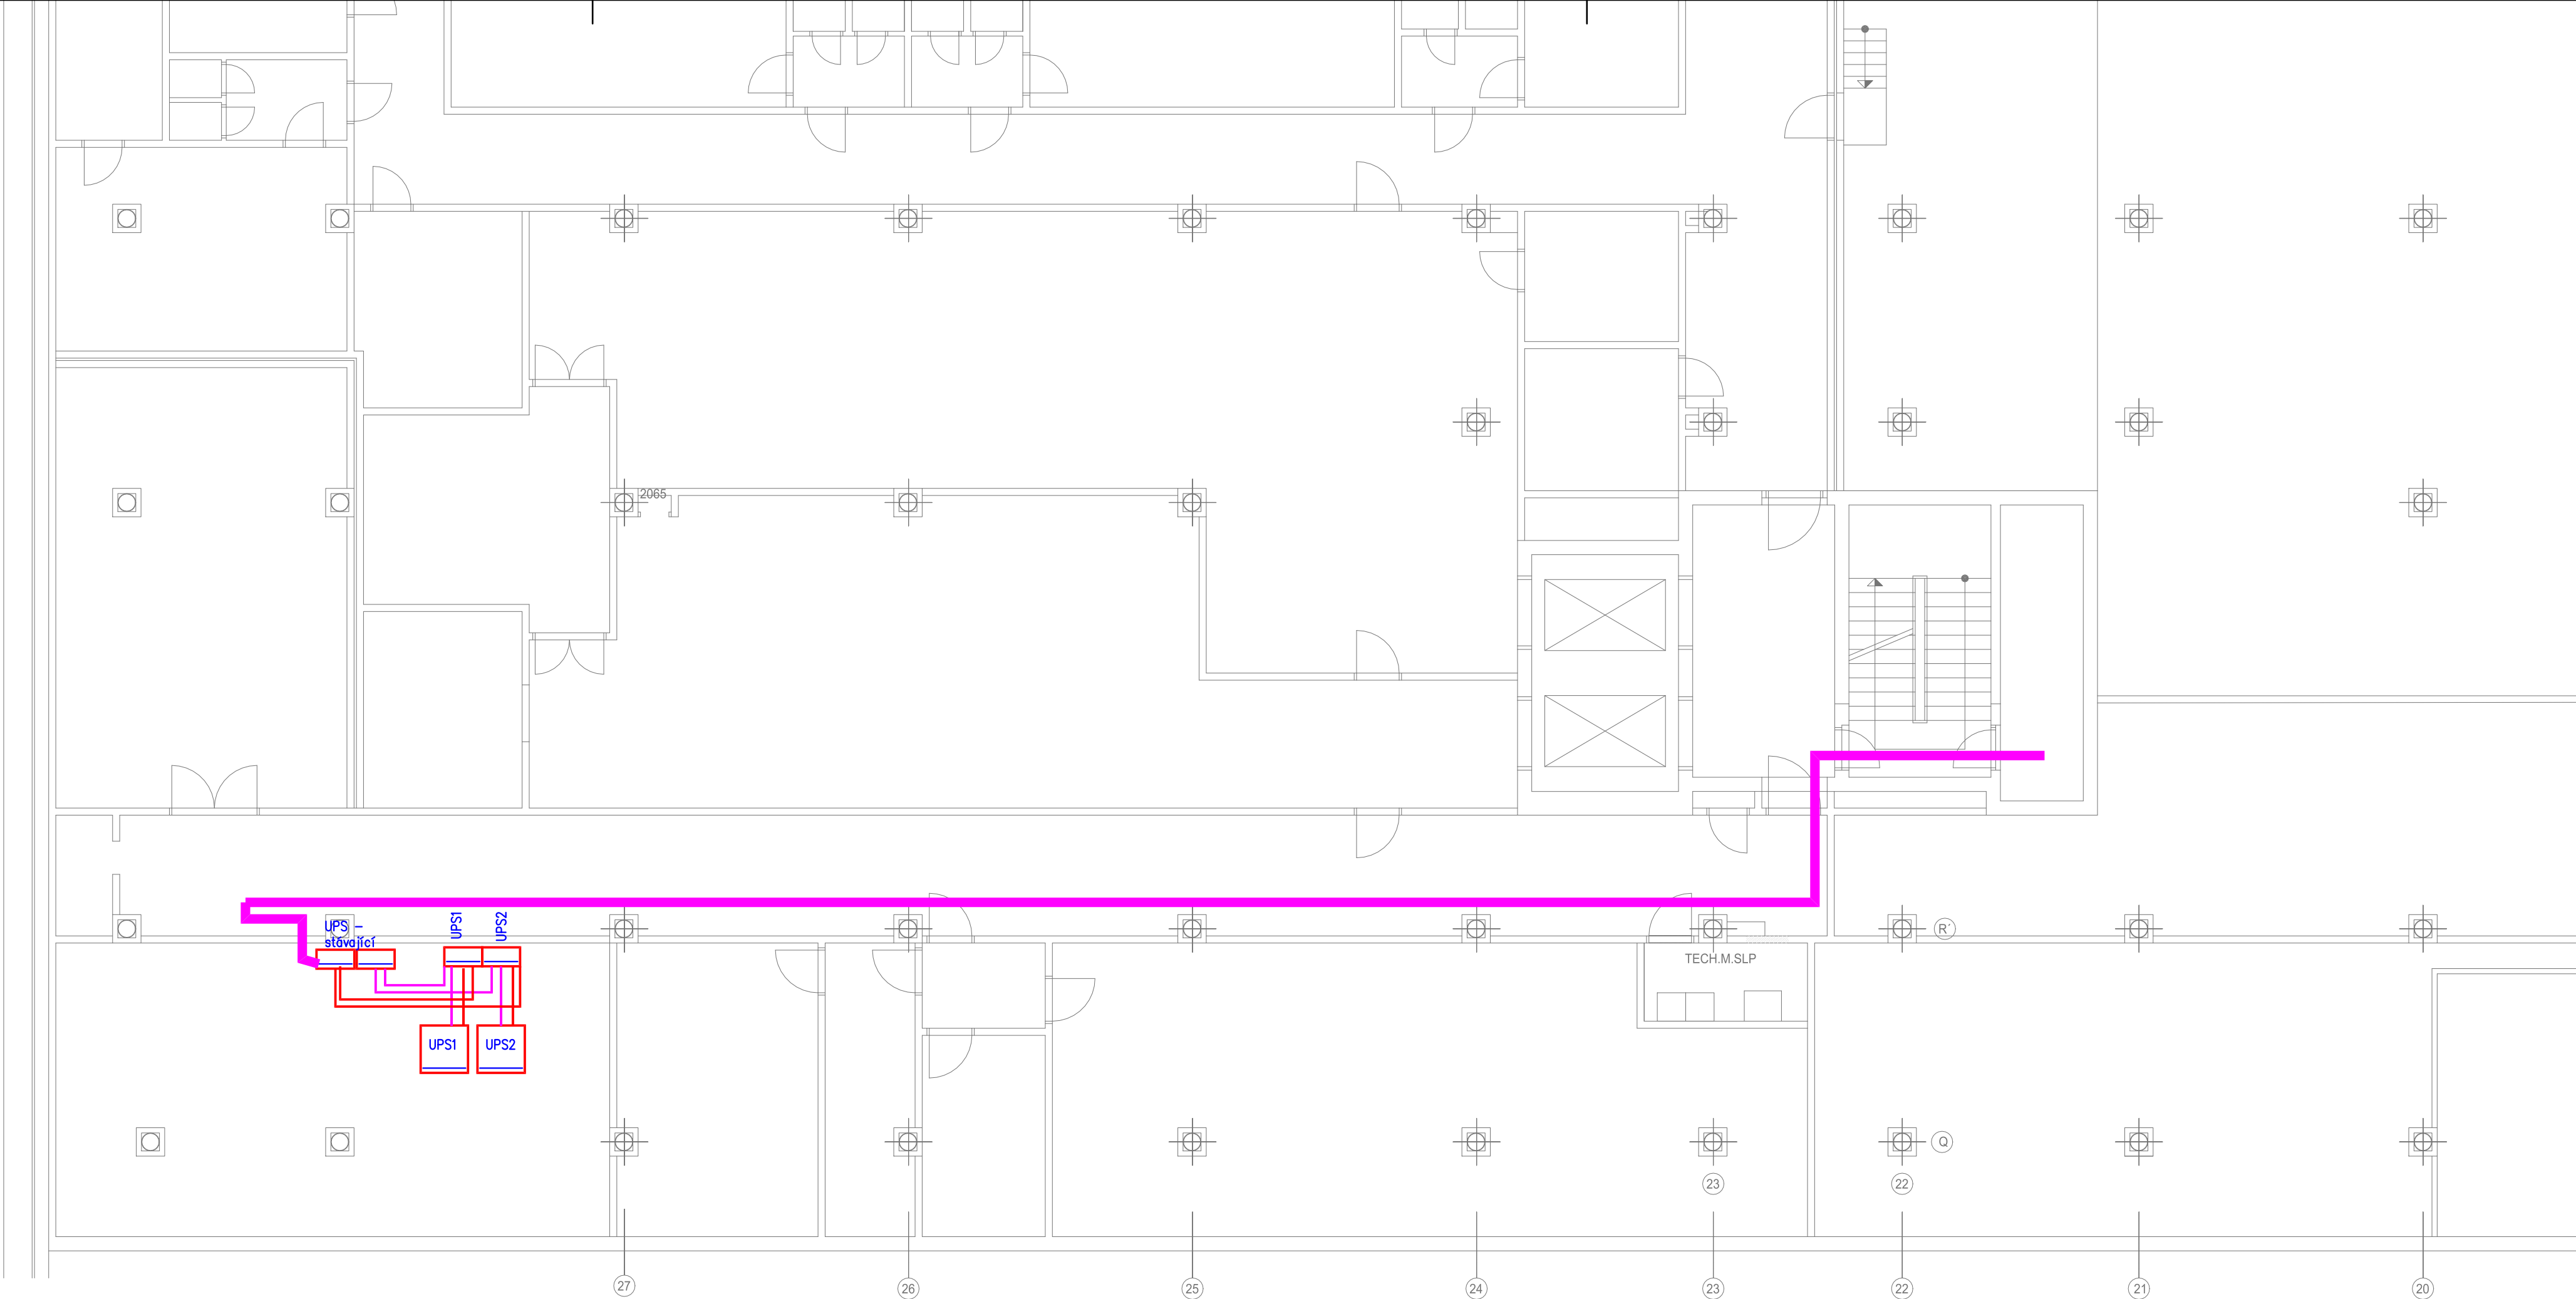 2065
UPS –
stávající
UPS1
UPS2
R´
TECH.M.SLP
UPS1
UPS2
Q
23
22
27
26
25
24
23
22
21
20